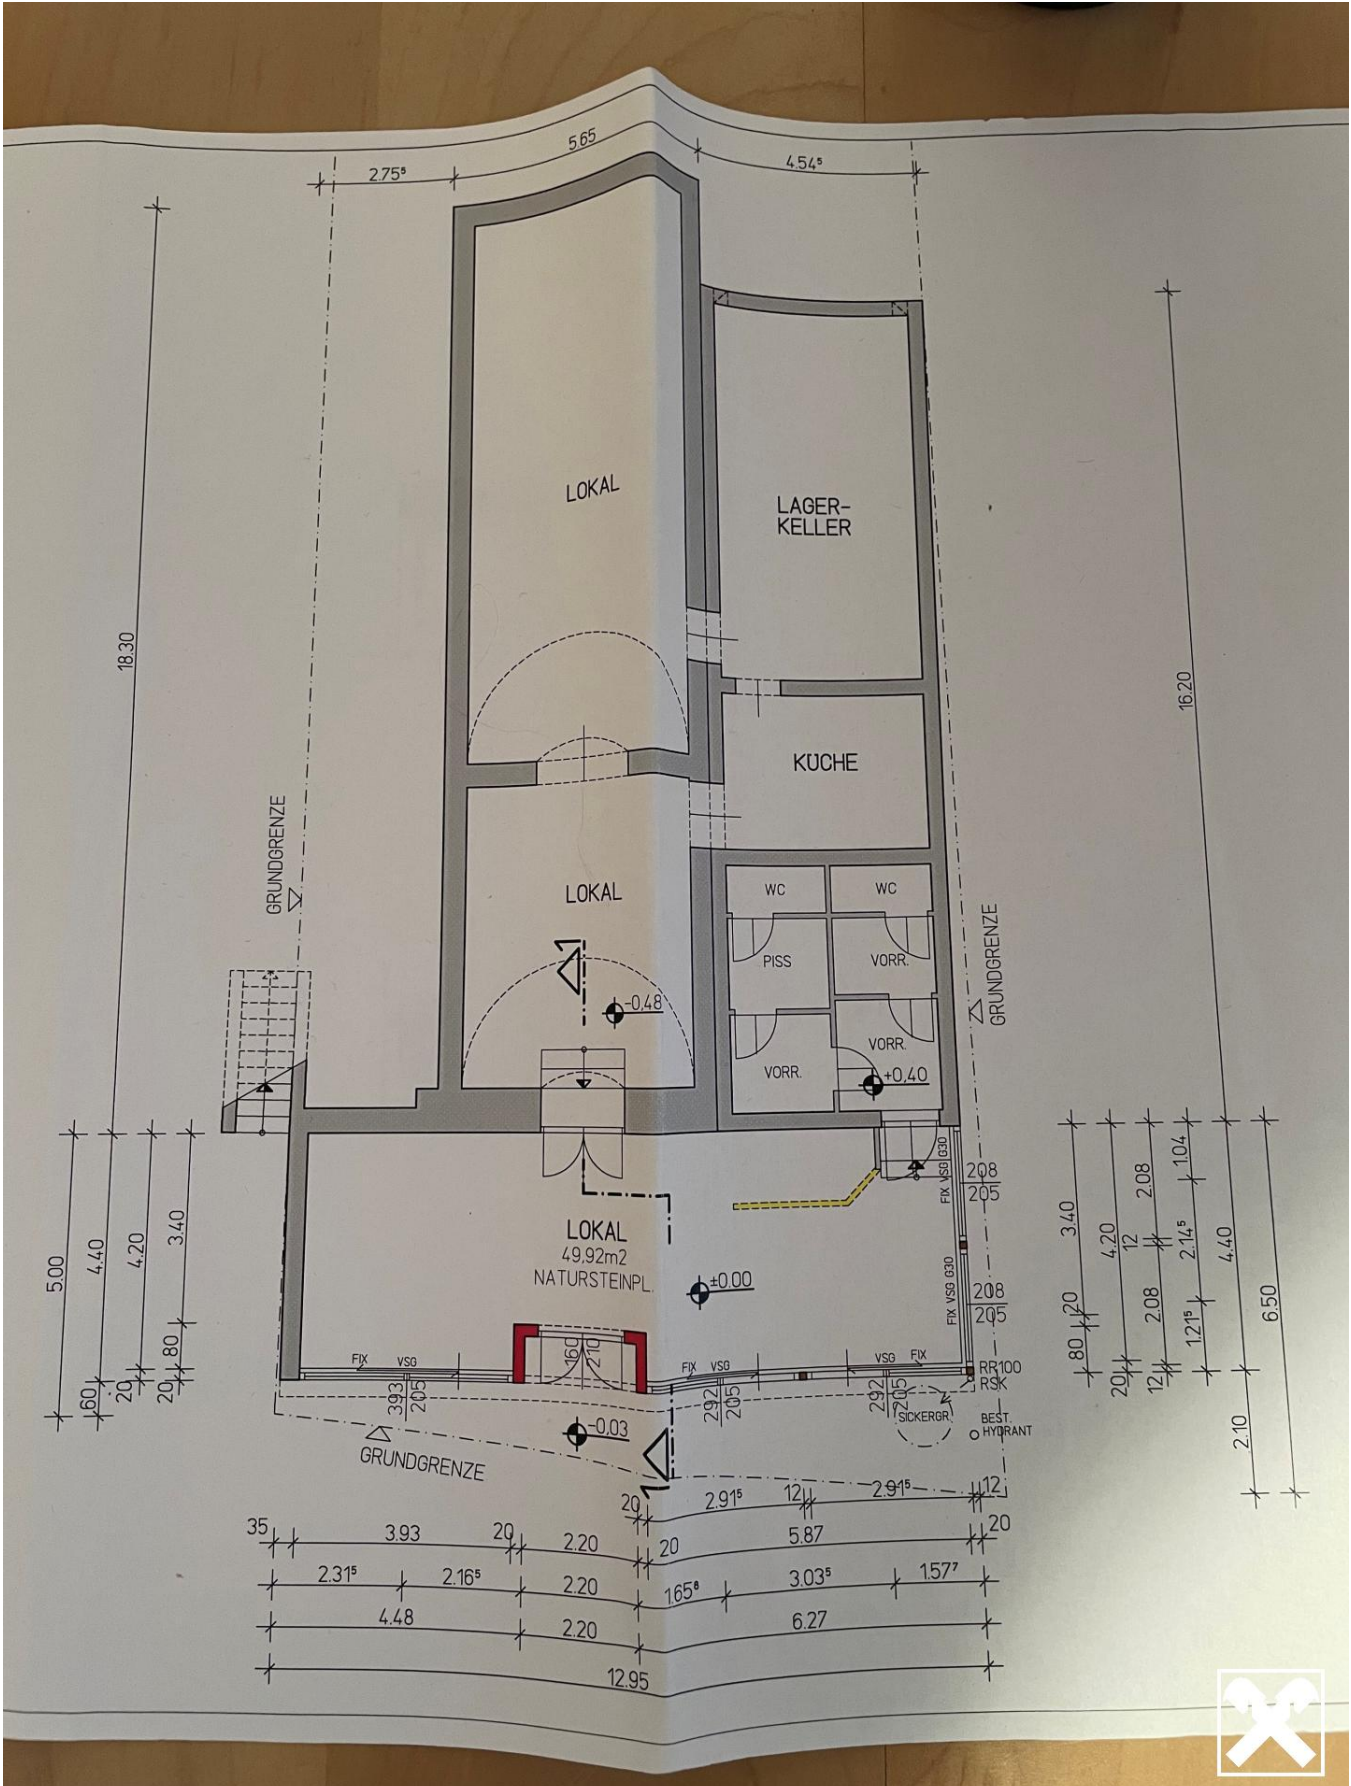 5.65
2.75⁵
4.54⁵
LOKAL
LAGER-
KELLER
18.30
16.20
KÜCHE
GRUNDGRENZE
LOKAL
WC
WC
PISS
VORR.
GRUNDGRENZE
-0,48
VORR.
VORR.
+0,40
5.00
4.40
4.20
3.40
80
60
20
20
LOKAL
49,92m2
NATURSTEINPL.
±0.00
FIX VSG G30
208
205
FIX VSG G30
208
205
3.40
20
80
4.20
20
12
2.08
2.08
12
1.04
2.14⁵
1.21⁵
4.40
2.10
6.50
160
210
FIX
VSG
FIX
VSG
VSG
FIX
RR100
RSK
393
205
292
205
292
205
SICKERGR.
BEST.
HYDRANT
-0,03
GRUNDGRENZE
20
2.91⁵
12
2.91⁵
12
35
3.93
20
2.20
20
5.87
20
2.31⁵
2.16⁵
2.20
1.65⁸
3.03⁵
1.57⁷
4.48
2.20
6.27
12.95